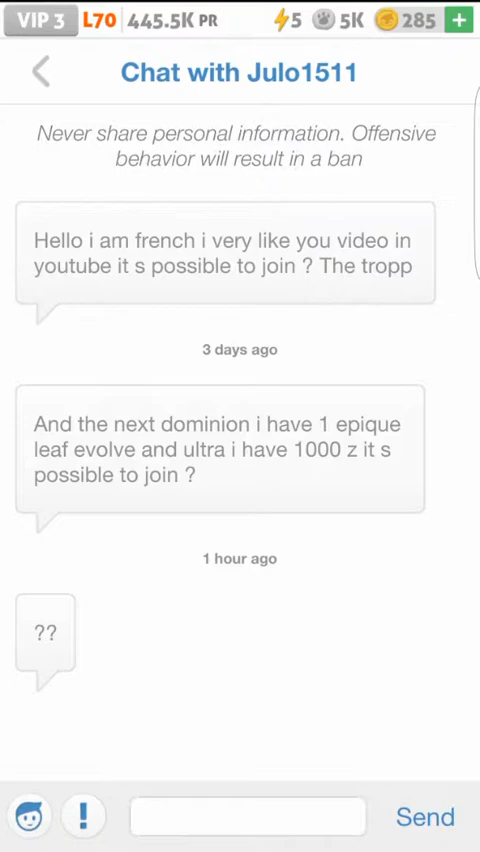 VIP 3 L70 445.5K PR 5 5K 285 +
Chat with Julo1511
Never share personal information. Offensive
behavior will result in a ban
Hello i am french i very like you video in
youtube it s possible to join ? The tropp
3 days ago
And the next dominion i have 1 epique
leaf evolve and ultra i have 1000 z it s
possible to join ?
1 hour ago
??
! Send